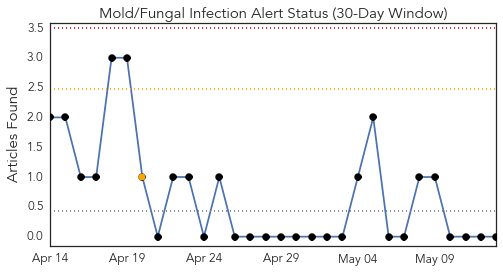 Mold/Fungal Infection Alert Status (30-Day Window)
Articles Found
3.5
3.0
2.5
2.0
1.5
1.0
0.5
0.0
Apr 14 Apr 19 Apr 24 Apr 29 May 04 May 09